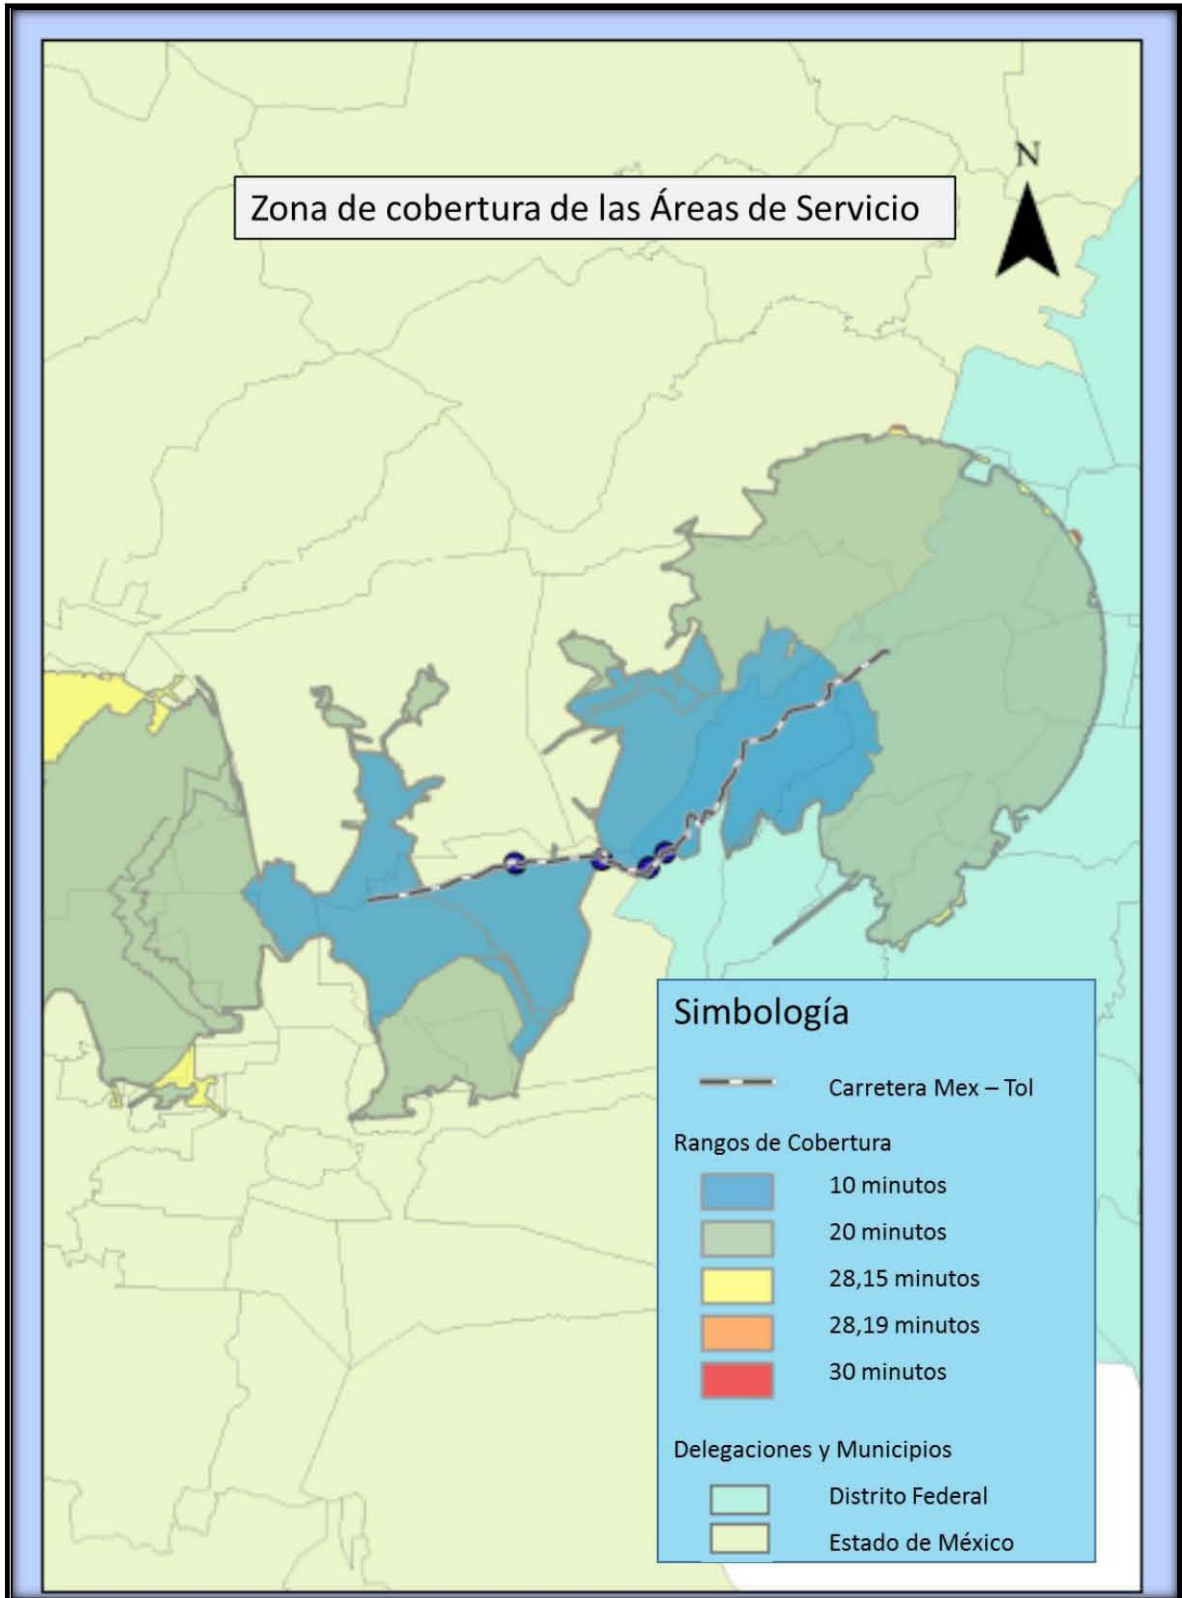 N
Zona de cobertura de las Áreas de Servicio
Simbología
Carretera Mex – Tol
Rangos de Cobertura
10 minutos
20 minutos
28,15 minutos
28,19 minutos
30 minutos
Delegaciones y Municipios
Distrito Federal
Estado de México